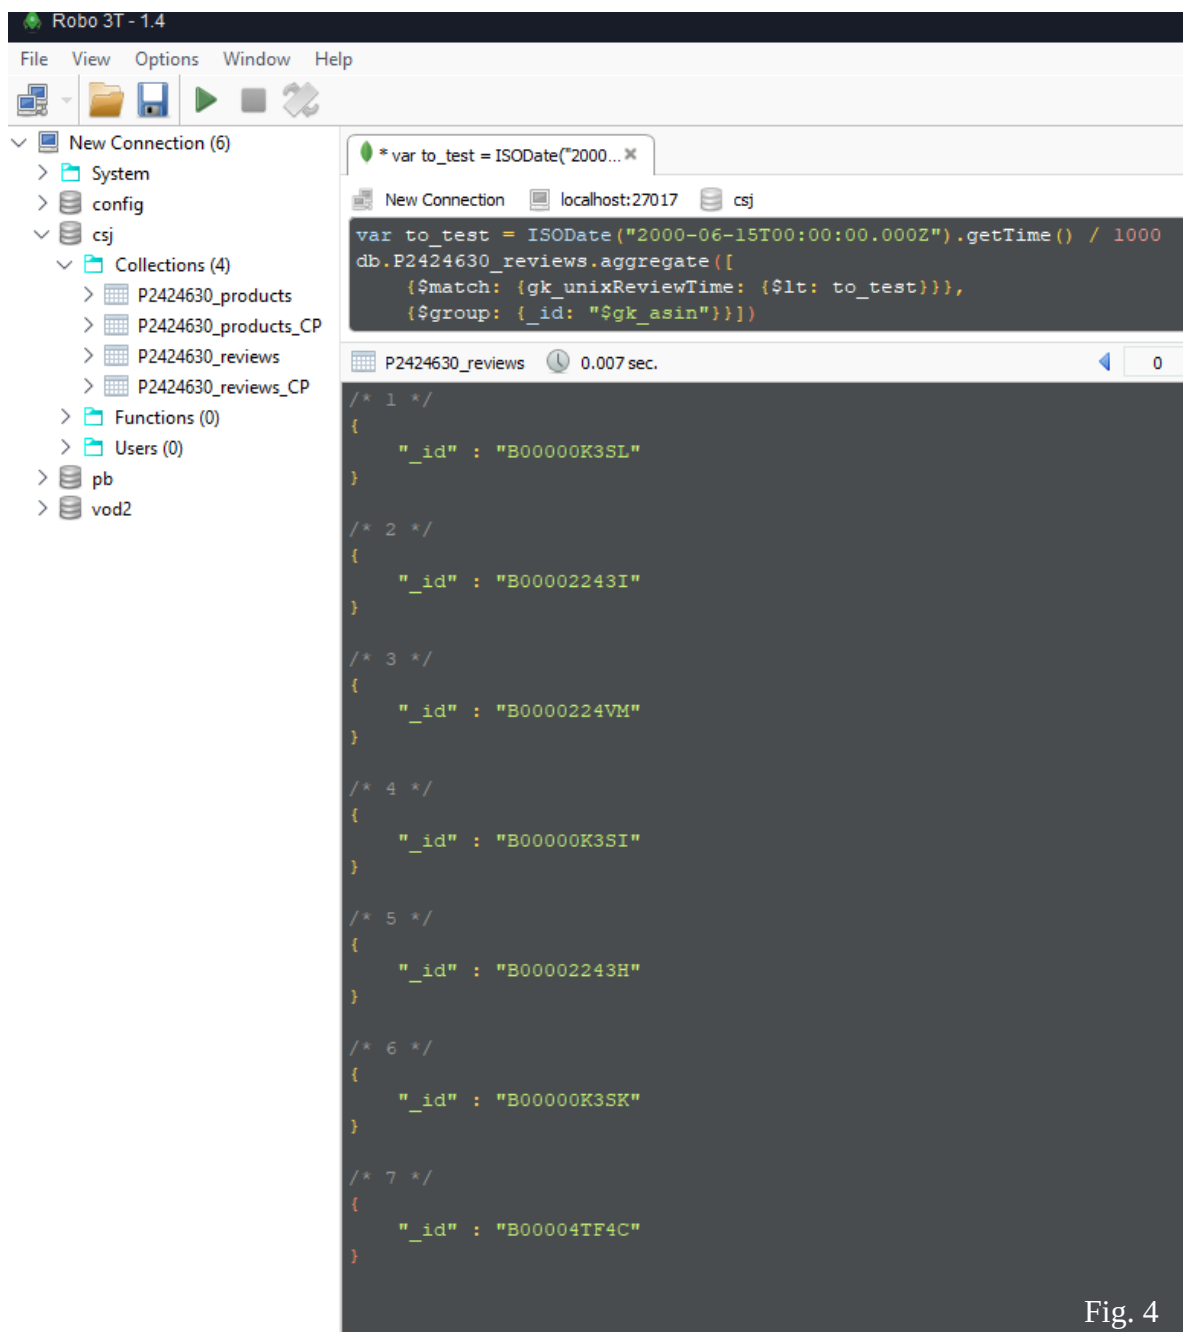 Robo 3T - 1.4
File View Options Window Help
New Connection (6)
System
config
csj
Collections (4)
P2424630_products
P2424630_products_CP
P2424630_reviews
P2424630_reviews_CP
Functions (0)
Users (0)
pb
vod2
* var to_test = ISODate("2000...
New Connection localhost:27017 csj
var to_test = ISODate("2000-06-15T00:00:00.000Z").getTime() / 1000
db.P2424630_reviews.aggregate([
    {$match: {gk_unixReviewTime: {$lt: to_test}}},
    {$group: {_id: "$gk_asin"}}])
P2424630_reviews 0.007 sec. 0
/* 1 */
{
    "_id" : "B00000K3SL"
}
/* 2 */
{
    "_id" : "B00002243I"
}
/* 3 */
{
    "_id" : "B0000224VM"
}
/* 4 */
{
    "_id" : "B00000K3SI"
}
/* 5 */
{
    "_id" : "B00002243H"
}
/* 6 */
{
    "_id" : "B00000K3SK"
}
/* 7 */
{
    "_id" : "B00004TF4C"
}
Fig. 4